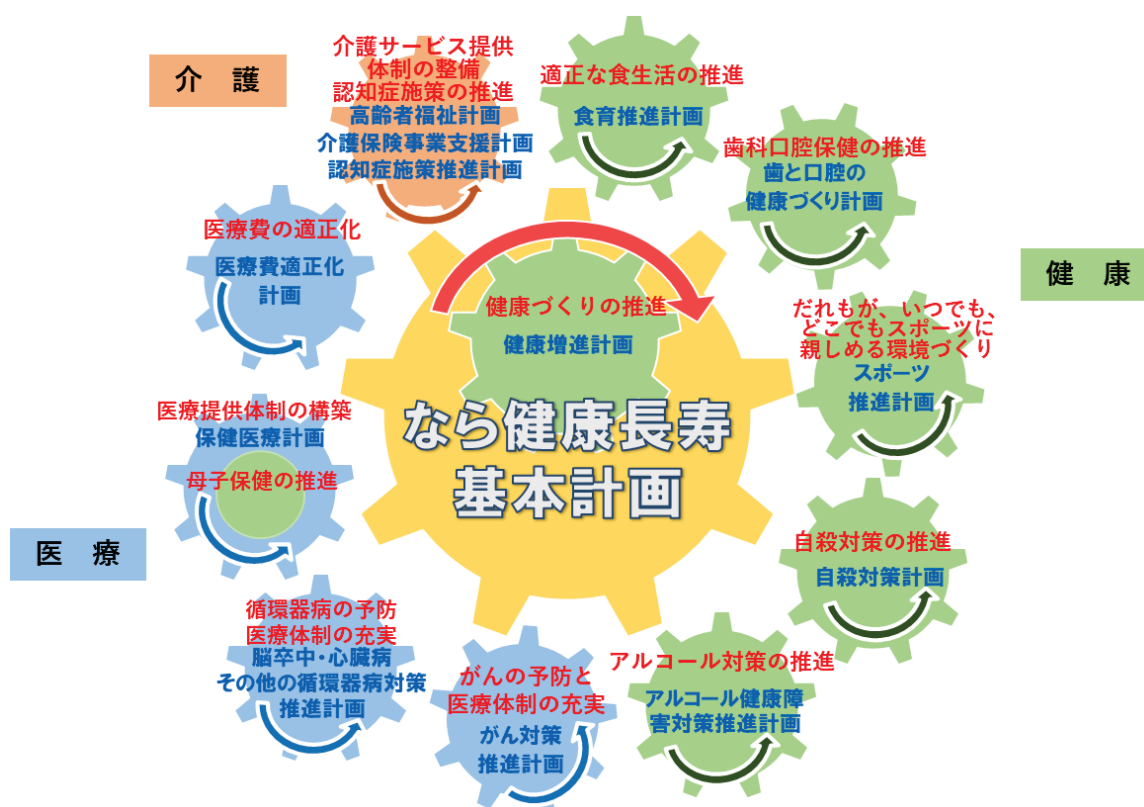 介護
介護サービス提供
体制の整備
認知症施策の推進
高齢者福祉計画
介護保険事業支援計画
認知症施策推進計画
適正な食生活の推進
食育推進計画
歯科口腔保健の推進
歯と口腔の
健康づくり計画
健康
だれもが、いつでも、
どこでもスポーツに
親しめる環境づくり
スポーツ
推進計画
自殺対策の推進
自殺対策計画
アルコール対策の推進
アルコール健康障
害対策推進計画
がんの予防と
医療体制の充実
がん対策
推進計画
循環器病の予防
医療体制の充実
脳卒中・心臓病
その他の循環器病対策
推進計画
医療
医療提供体制の構築
保健医療計画
母子保健の推進
医療費の適正化
医療費適正化
計画
健康づくりの推進
健康増進計画
なら健康長寿
基本計画